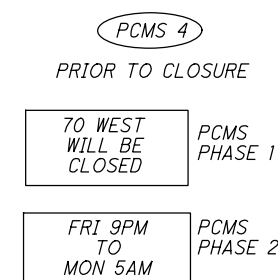 PCMS 4
PRIOR TO CLOSURE
70 WEST
WILL BE
CLOSED
PCMS
PHASE 1
FRI 9PM
TO
MON 5AM
PCMS
PHASE 2